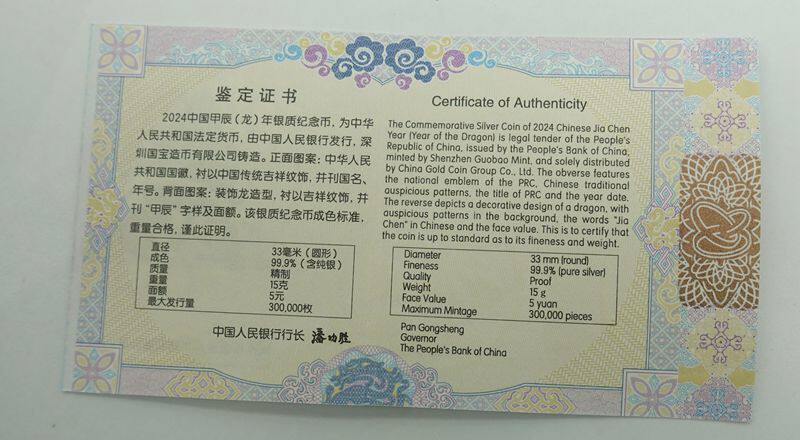 鉴定证书
2024中国甲辰(龙)年银质纪念币,为中华
人民共和国法定货币,由中国人民银行发行,深
圳国宝造币有限公司铸造。正面图案:中华人民
共和国国徽,衬以中国传统吉祥纹饰,并刊国名、
年号。背面图案:装饰龙造型,衬以吉祥纹饰,并
刊“甲辰”字样及面额。该银质纪念币成色标准,
重量合格,谨此证明。
直径 33毫米(圆形)
成色 99.9%(含纯银)
质量 精制
重量 15克
面额 5元
最大发行量 300,000枚
中国人民银行行长 潘功胜
Certificate of Authenticity
The Commemorative Silver Coin of 2024 Chinese Jia Chen
Year (Year of the Dragon) is legal tender of the People's
Republic of China, issued by the People's Bank of China,
minted by Shenzhen Guobao Mint, and solely distributed
by China Gold Coin Group Co., Ltd. The obverse features
the national emblem of the PRC, Chinese traditional
auspicious patterns, the title of PRC and the year date.
The reverse depicts a decorative design of a dragon, with
auspicious patterns in the background, the words "Jia
Chen" in Chinese and the face value. This is to certify that
the coin is up to standard as to its fineness and weight.
Diameter 33 mm (round)
Fineness 99.9% (pure silver)
Quality Proof
Weight 15 g
Face Value 5 yuan
Maximum Mintage 300,000 pieces
Pan Gongsheng
Governor
The People's Bank of China